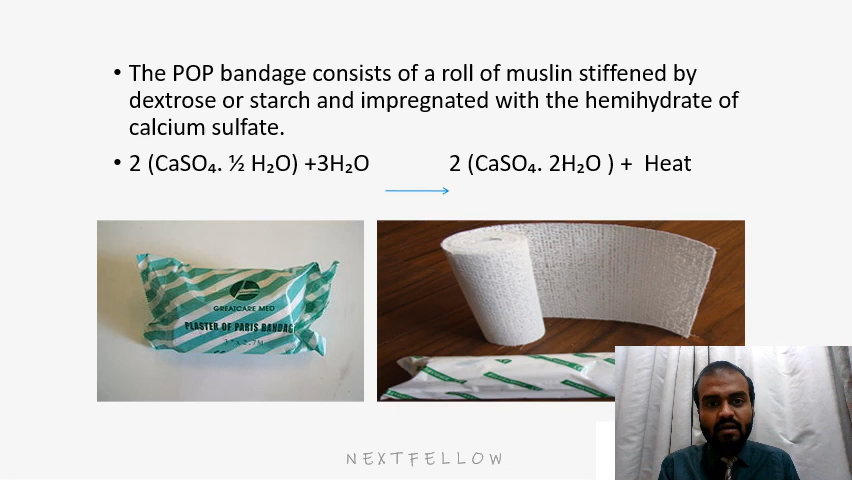 • The POP bandage consists of a roll of muslin stiffened by
dextrose or starch and impregnated with the hemihydrate of
calcium sulfate.
• 2 (CaSO₄. ½ H₂O) +3H₂O 2 (CaSO₄. 2H₂O ) + Heat
GREATCARE MED
PLASTER OF PARIS BANDAG
NEXTFELLOW